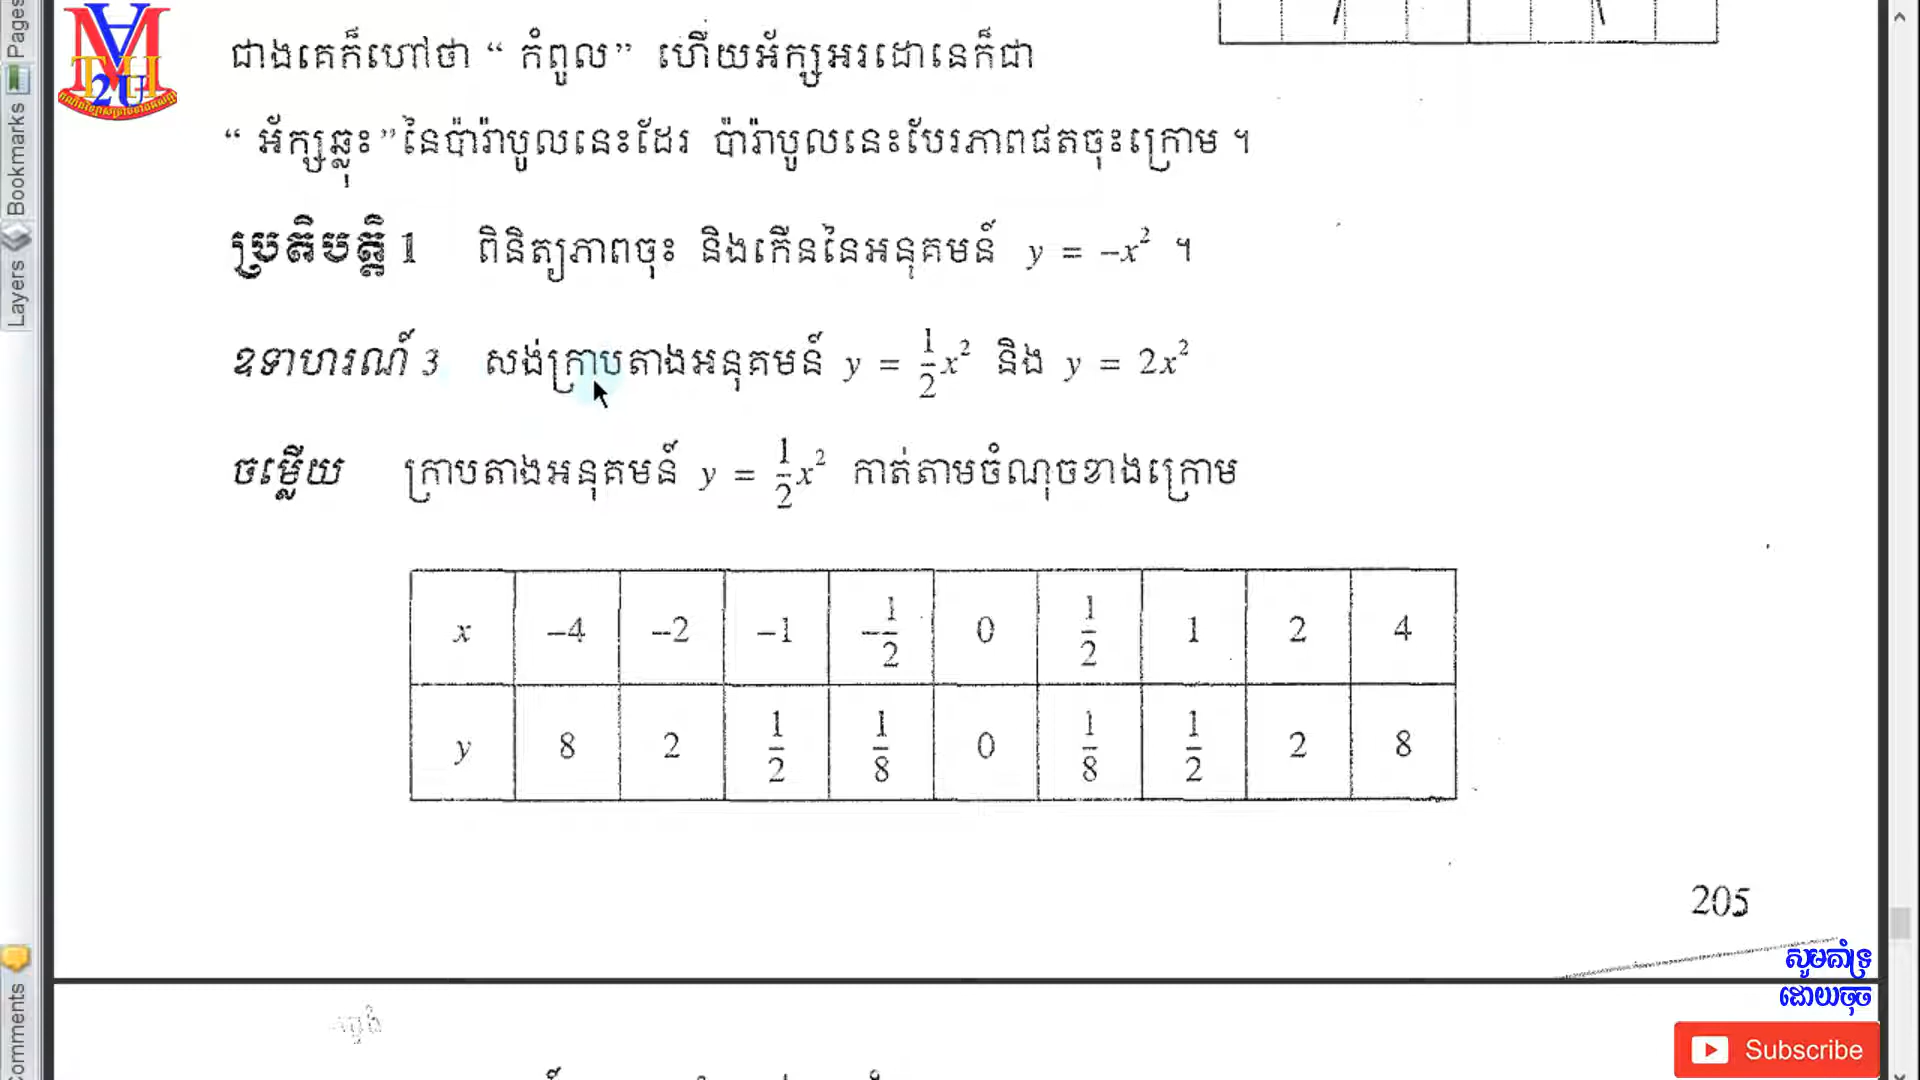 Pages
Bookmarks
Layers
Comments
MATH
2U
ជាងគេក៏ហៅថា “ កំពូល” ហើយអ័ក្សអរដោនេក៏ជា
“ អ័ក្សឆ្លុះ”នៃប៉ារ៉ាបូលនេះដែរ ប៉ារ៉ាបូលនេះបែរភាពផតចុះក្រោម ។
ប្រតិបត្តិ 1 ពិនិត្យភាពចុះ និងកើននៃអនុគមន៍ y = –x² ។
ឧទាហរណ៍ 3 សង់ក្រាបតាងអនុគមន៍ y = 1/2 x² និង y = 2x²
ចម្លើយ ក្រាបតាងអនុគមន៍ y = 1/2 x² កាត់តាមចំណុចខាងក្រោម
x –4 –2 –1 –1/2 0 1/2 1 2 4
y 8 2 1/2 1/8 0 1/8 1/2 2 8
205
សូមគាំទ្រ
ដោយចុច
Subscribe